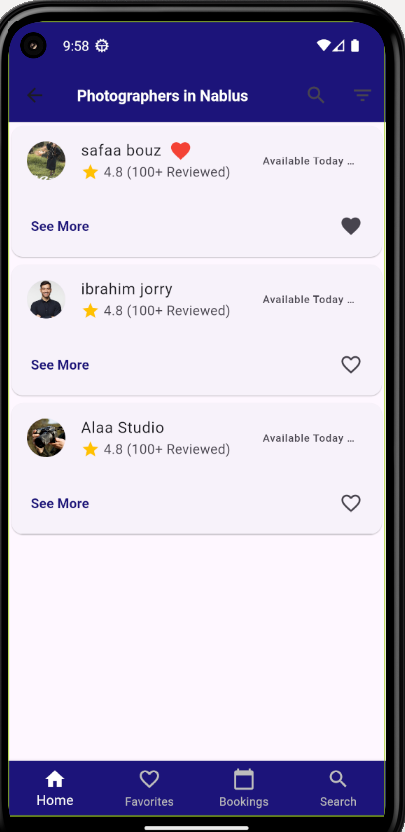 9:58
Photographers in Nablus
safaa bouz
4.8 (100+ Reviewed)
Available Today ...
See More
ibrahim jorry
4.8 (100+ Reviewed)
Available Today ...
See More
Alaa Studio
4.8 (100+ Reviewed)
Available Today ...
See More
Home
Favorites
Bookings
Search